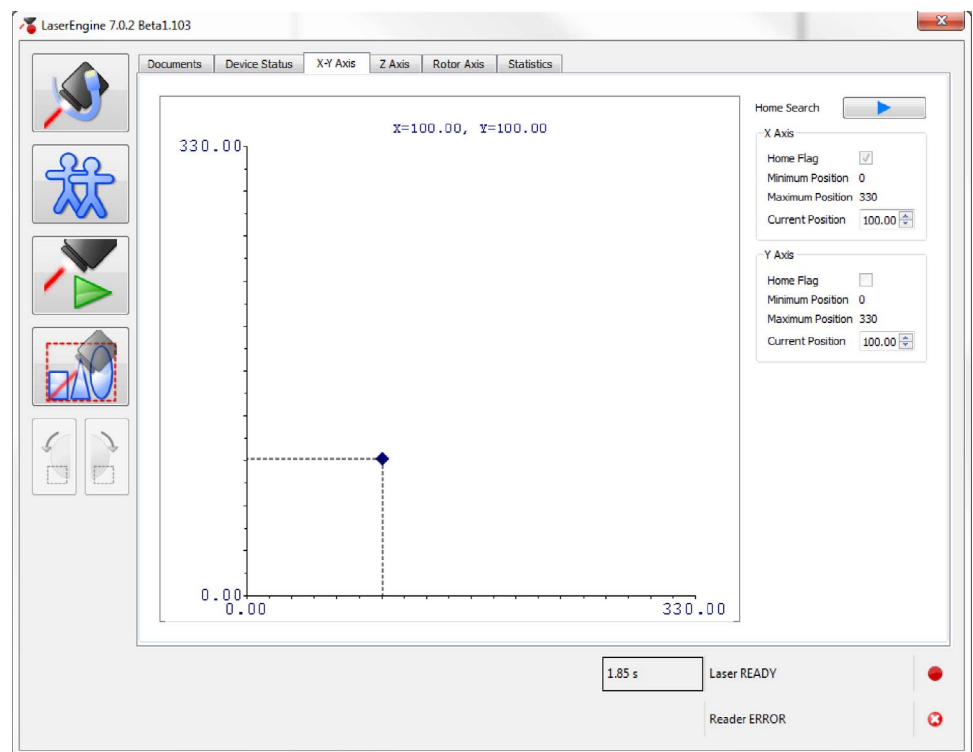 LaserEngine 7.0.2 Beta1.103
Documents Device Status X-Y Axis Z Axis Rotor Axis Statistics
X=100.00, Y=100.00
330.00
0.00
0.00
330.00
Home Search
X Axis
Home Flag
Minimum Position 0
Maximum Position 330
Current Position 100.00
Y Axis
Home Flag
Minimum Position 0
Maximum Position 330
Current Position 100.00
1.85 s Laser READY
Reader ERROR